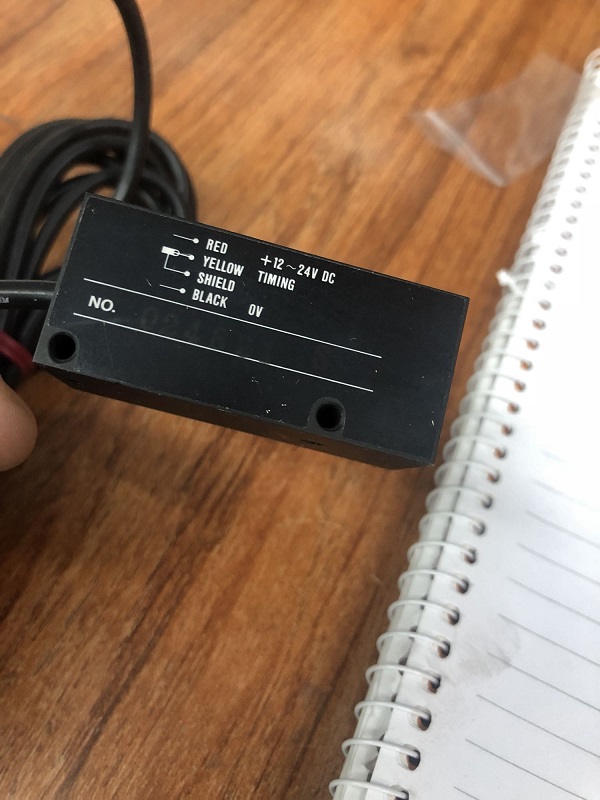 RED +12~24V DC
YELLOW TIMING
SHIELD
BLACK 0V
NO.